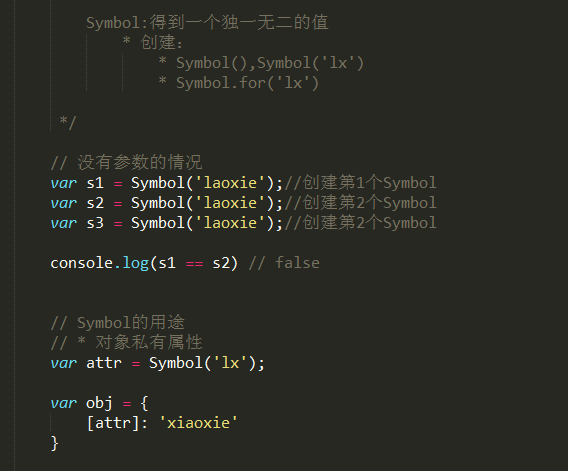 Symbol:得到一个独一无二的值
* 创建:
* Symbol(),Symbol('lx')
* Symbol.for('lx')
*/
// 没有参数的情况
var s1 = Symbol('laoxie');//创建第1个Symbol
var s2 = Symbol('laoxie');//创建第2个Symbol
var s3 = Symbol('laoxie');//创建第2个Symbol
console.log(s1 == s2) // false
// Symbol的用途
// * 对象私有属性
var attr = Symbol('lx');
var obj = {
[attr]: 'xiaoxie'
}